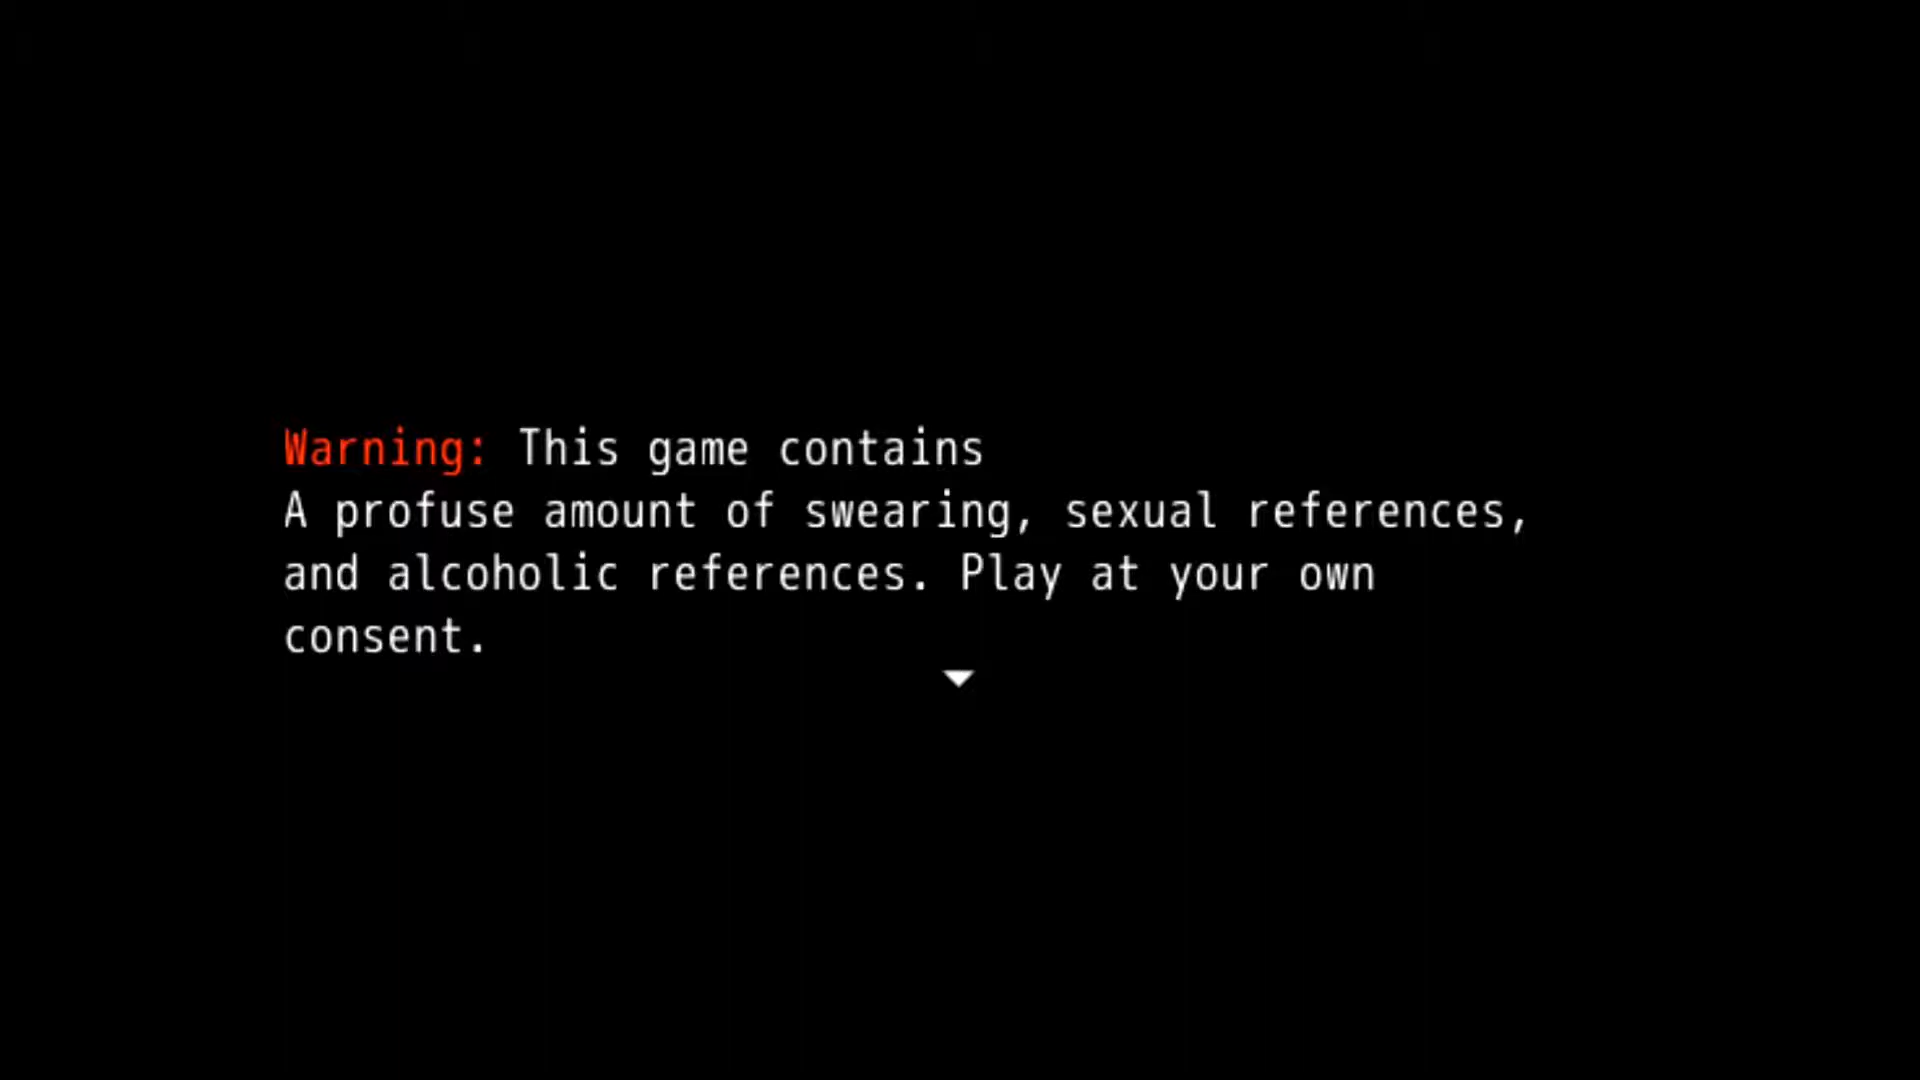 Warning: This game contains
A profuse amount of swearing, sexual references,
and alcoholic references. Play at your own
consent.